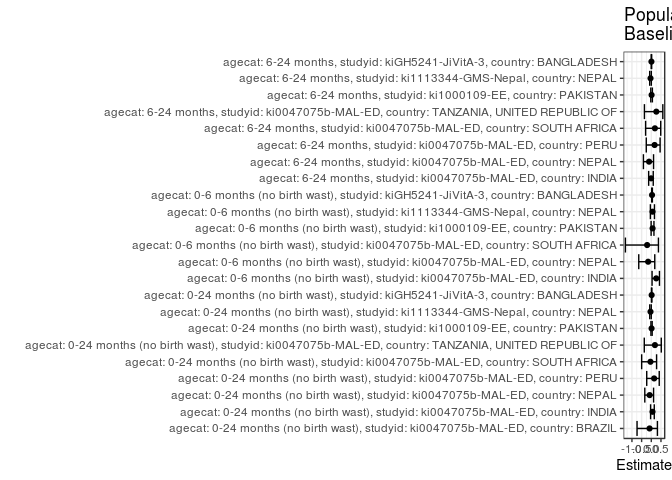 Popula
Baseli
agecat: 6-24 months, studyid: kiGH5241-JiVitA-3, country: BANGLADESH
agecat: 6-24 months, studyid: ki1113344-GMS-Nepal, country: NEPAL
agecat: 6-24 months, studyid: ki1000109-EE, country: PAKISTAN
agecat: 6-24 months, studyid: ki0047075b-MAL-ED, country: TANZANIA, UNITED REPUBLIC OF
agecat: 6-24 months, studyid: ki0047075b-MAL-ED, country: SOUTH AFRICA
agecat: 6-24 months, studyid: ki0047075b-MAL-ED, country: PERU
agecat: 6-24 months, studyid: ki0047075b-MAL-ED, country: NEPAL
agecat: 6-24 months, studyid: ki0047075b-MAL-ED, country: INDIA
agecat: 0-6 months (no birth wast), studyid: kiGH5241-JiVitA-3, country: BANGLADESH
agecat: 0-6 months (no birth wast), studyid: ki1113344-GMS-Nepal, country: NEPAL
agecat: 0-6 months (no birth wast), studyid: ki1000109-EE, country: PAKISTAN
agecat: 0-6 months (no birth wast), studyid: ki0047075b-MAL-ED, country: SOUTH AFRICA
agecat: 0-6 months (no birth wast), studyid: ki0047075b-MAL-ED, country: NEPAL
agecat: 0-6 months (no birth wast), studyid: ki0047075b-MAL-ED, country: INDIA
agecat: 0-24 months (no birth wast), studyid: kiGH5241-JiVitA-3, country: BANGLADESH
agecat: 0-24 months (no birth wast), studyid: ki1113344-GMS-Nepal, country: NEPAL
agecat: 0-24 months (no birth wast), studyid: ki1000109-EE, country: PAKISTAN
agecat: 0-24 months (no birth wast), studyid: ki0047075b-MAL-ED, country: TANZANIA, UNITED REPUBLIC OF
agecat: 0-24 months (no birth wast), studyid: ki0047075b-MAL-ED, country: SOUTH AFRICA
agecat: 0-24 months (no birth wast), studyid: ki0047075b-MAL-ED, country: PERU
agecat: 0-24 months (no birth wast), studyid: ki0047075b-MAL-ED, country: NEPAL
agecat: 0-24 months (no birth wast), studyid: ki0047075b-MAL-ED, country: INDIA
agecat: 0-24 months (no birth wast), studyid: ki0047075b-MAL-ED, country: BRAZIL
-1.0-0.50.00.5
Estimate